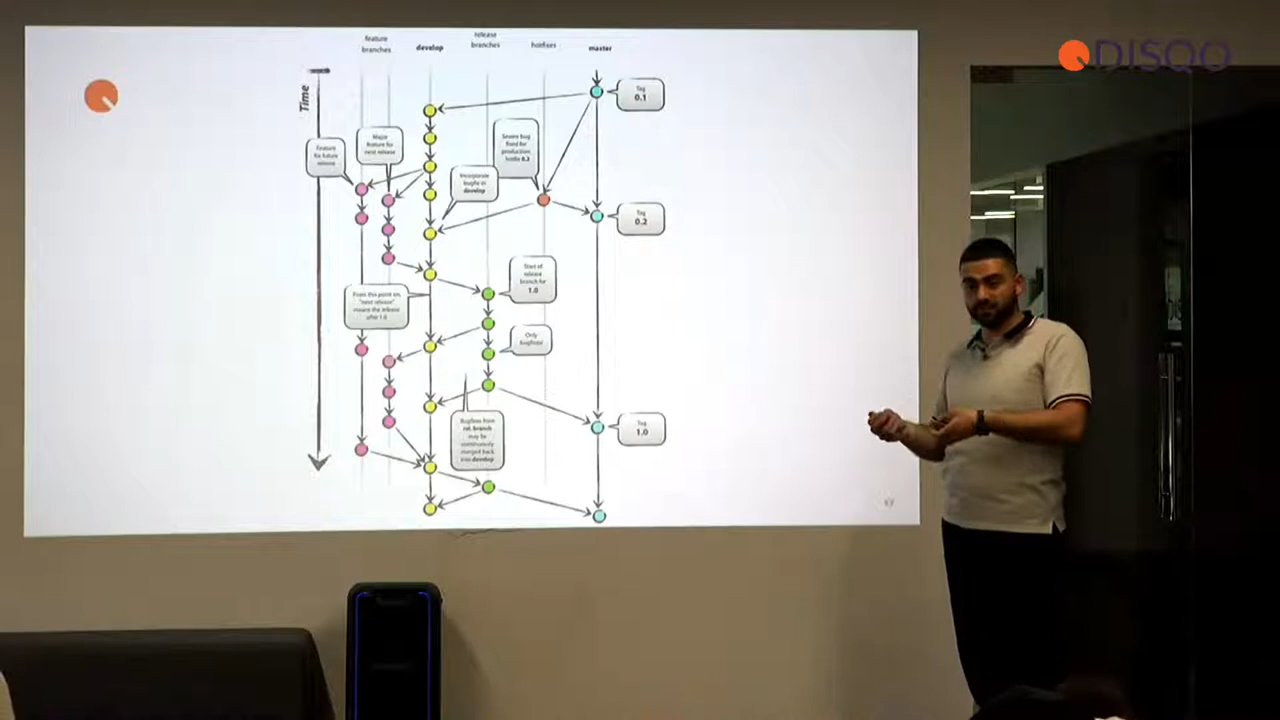 DISQO
feature
branches
develop
release
branches
hotfixes
master
Time
Tag
0.1
Feature
for future
release
Major
feature for
next release
Severe bug
fixed for
production:
hotfix 0.2
Incorporate
bugfix in
develop
Tag
0.2
Start of
release
branch for
1.0
From this point on,
"next release"
means the release
after 1.0
Only
bugfixes!
Bugfixes from
rel. branch
may be
continuously
merged back
into develop
Tag
1.0